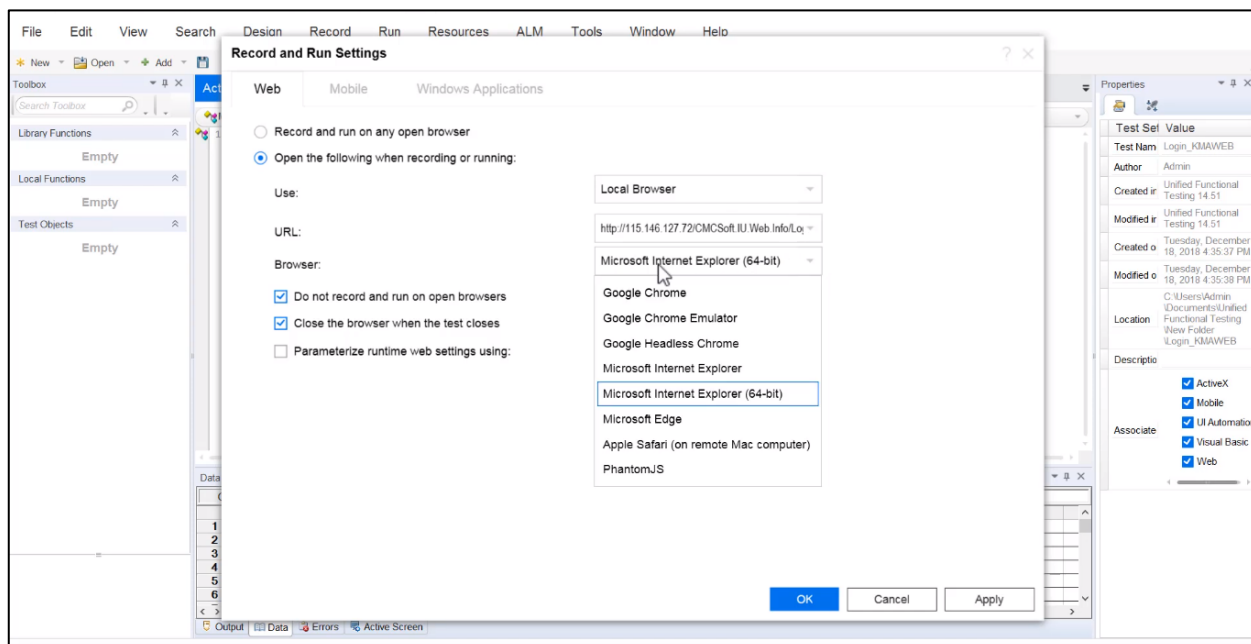 File Edit View Search Design Record Run Resources ALM Tools Window Help
New Open Add
Toolbox
Search Toolbox
Library Functions
Empty
Local Functions
Empty
Test Objects
Empty
Act
1
Record and Run Settings
? ×
Web Mobile Windows Applications
Record and run on any open browser
Open the following when recording or running:
Use: Local Browser
URL: http://115.146.127.72/CMCSoft.IU.Web.Info/Log
Browser: Microsoft Internet Explorer (64-bit)
Do not record and run on open browsers
Close the browser when the test closes
Parameterize runtime web settings using:
Google Chrome
Google Chrome Emulator
Google Headless Chrome
Microsoft Internet Explorer
Microsoft Internet Explorer (64-bit)
Microsoft Edge
Apple Safari (on remote Mac computer)
PhantomJS
OK Cancel Apply
Data
1
2
3
4
5
6
Output Data Errors Active Screen
Properties
Test Set Value
Test Nam Login_KMAWEB
Author Admin
Created in Unified Functional
Testing 14.51
Modified in Unified Functional
Testing 14.51
Created o Tuesday, December
18, 2018 4:35:37 PM
Modified o Tuesday, December
18, 2018 4:35:38 PM
Location C:\Users\Admin
\Documents\Unified
Functional Testing
\New Folder
\Login_KMAWEB
Descriptio
Associate
ActiveX
Mobile
UI Automatio
Visual Basic
Web